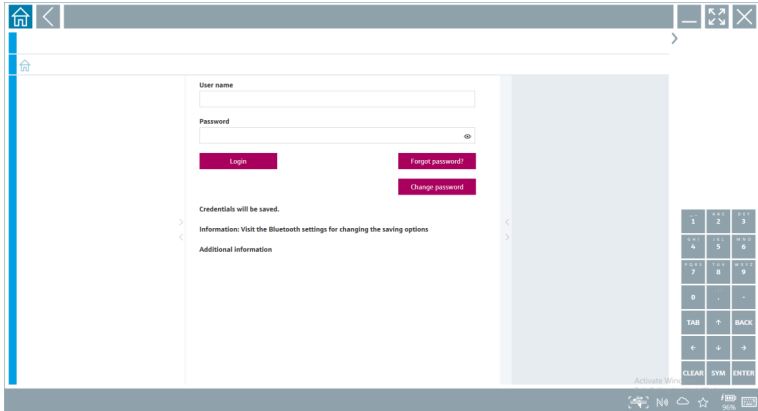 User name
Password
Login
Forgot password?
Change password
Credentials will be saved.
Information: Visit the Bluetooth settings for changing the saving options
Additional information
1
ABC
2
DEF
3
GHI
4
JKL
5
MNO
6
PQRS
7
TUV
8
WXYZ
9
0
.
-
TAB
BACK
CLEAR
SYM
ENTER
Activate Win
96%